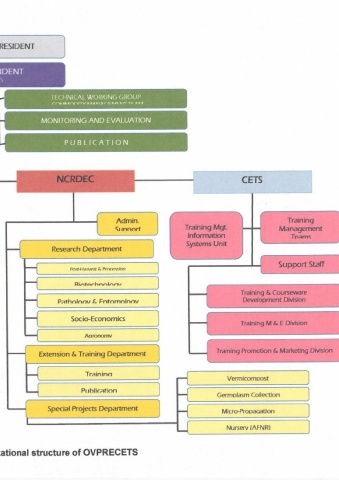 RESIDENT
IDENT
TECHNICAL WORKING GROUP
MONITORING AND EVALUATION
PUBLICATION
NCRDEC
CETS
Admin.
Support
Training Mgt.
Information
Systems Unit
Training
Management
Teams
Research Department
Support Staff
Post-Harvest & Processing
Biotechnology
Pathology & Entomology
Socio-Economics
Agronomy
Training & Courseware
Development Division
Training M & E Division
Extension & Training Department
Training Promotion & Marketing Division
Training
Publication
Special Projects Department
Vermicompost
Germplasm Collection
Micro-Propagation
Nursery (AFNR)
ational structure of OVPRECETS